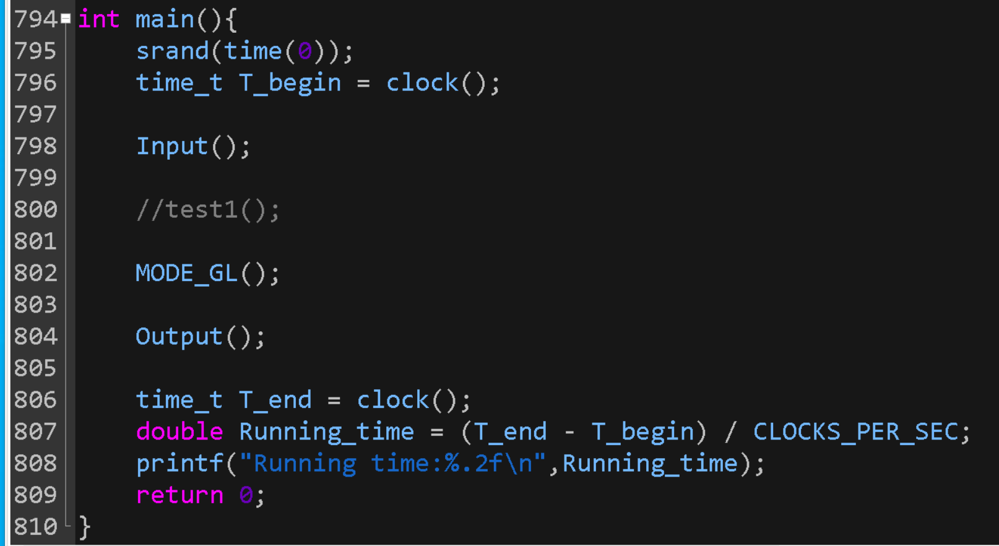 794 int main(){
795 srand(time(0));
796 time_t T_begin = clock();
797
798 Input();
799
800 //test1();
801
802 MODE_GL();
803
804 Output();
805
806 time_t T_end = clock();
807 double Running_time = (T_end - T_begin) / CLOCKS_PER_SEC;
808 printf("Running time:%.2f\n",Running_time);
809 return 0;
810 }